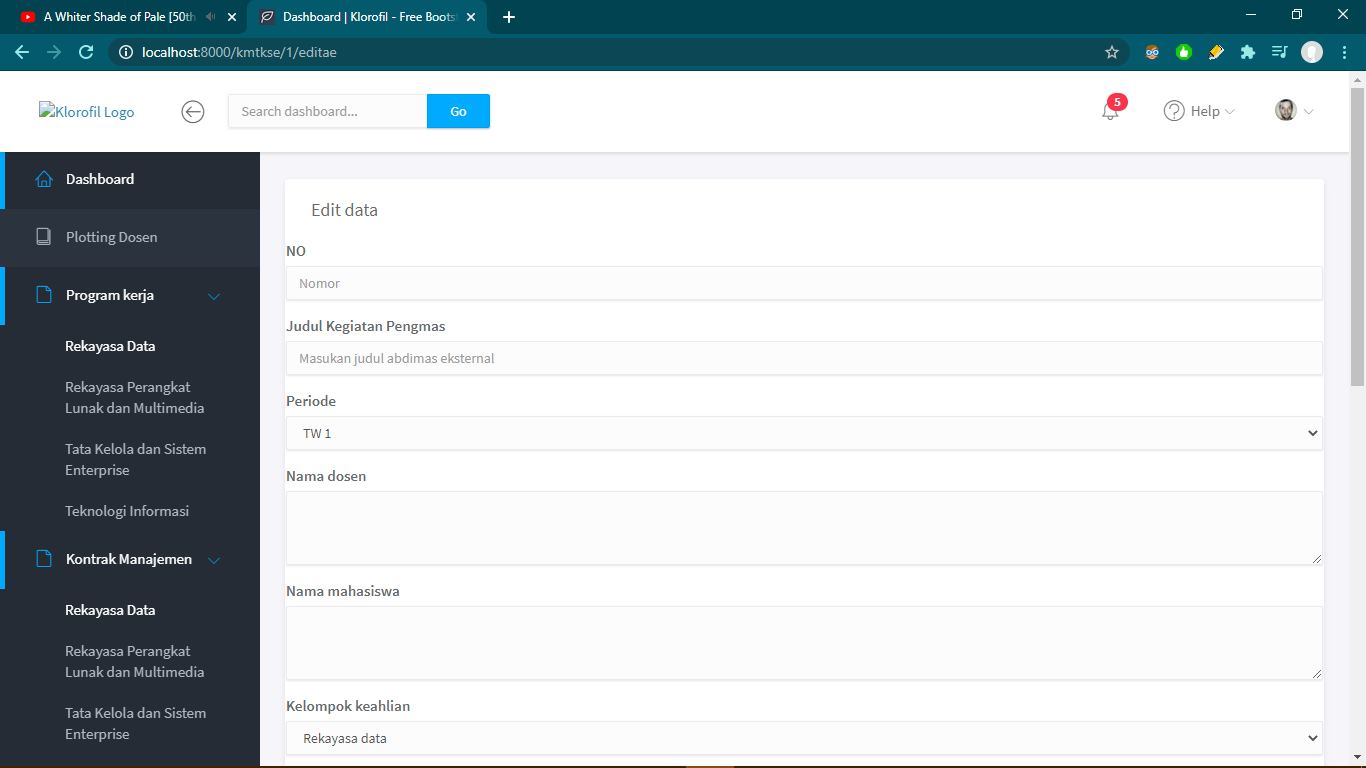 A Whiter Shade of Pale [50th
Dashboard | Klorofil - Free Boots
localhost:8000/kmtkse/1/editae
Klorofil Logo
Search dashboard...
Go
5
Help
Dashboard
Plotting Dosen
Program kerja
Rekayasa Data
Rekayasa Perangkat
Lunak dan Multimedia
Tata Kelola dan Sistem
Enterprise
Teknologi Informasi
Kontrak Manajemen
Rekayasa Data
Rekayasa Perangkat
Lunak dan Multimedia
Tata Kelola dan Sistem
Enterprise
Edit data
NO
Nomor
Judul Kegiatan Pengmas
Masukan judul abdimas eksternal
Periode
TW 1
Nama dosen
Nama mahasiswa
Kelompok keahlian
Rekayasa data